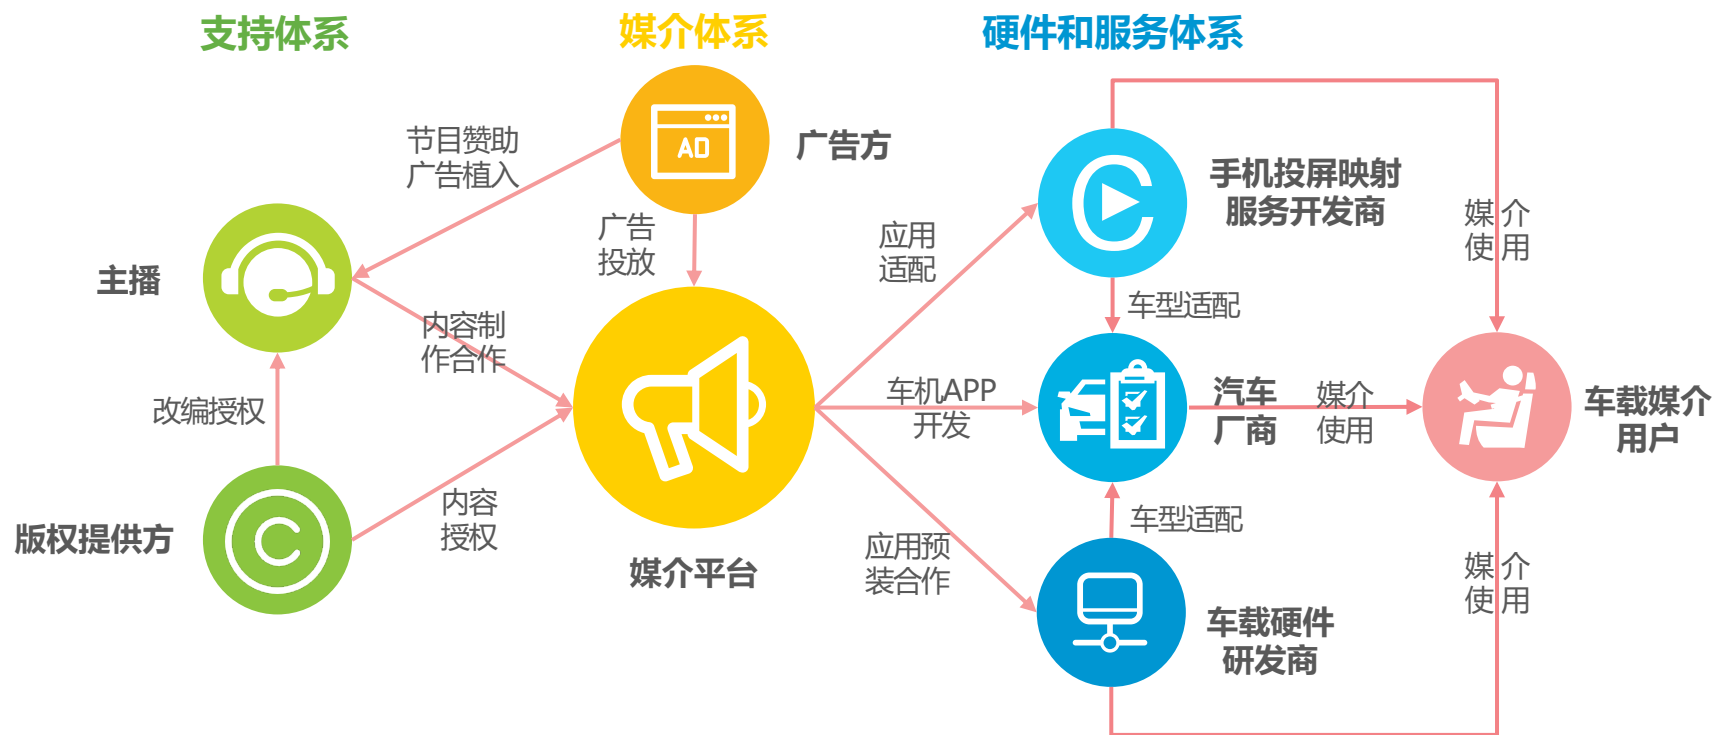 支持体系
媒介体系
硬件和服务体系
节目赞助
广告植入
AD
广告方
手机投屏映射
服务开发商
媒介
使用
广告
投放
应用
适配
主播
内容制
作合作
车型适配
改编授权
车机APP
开发
汽车
厂商
媒介
使用
车载媒介
用户
内容
授权
版权提供方
C
媒介平台
应用预
装合作
车型适配
媒介
使用
车载硬件
研发商